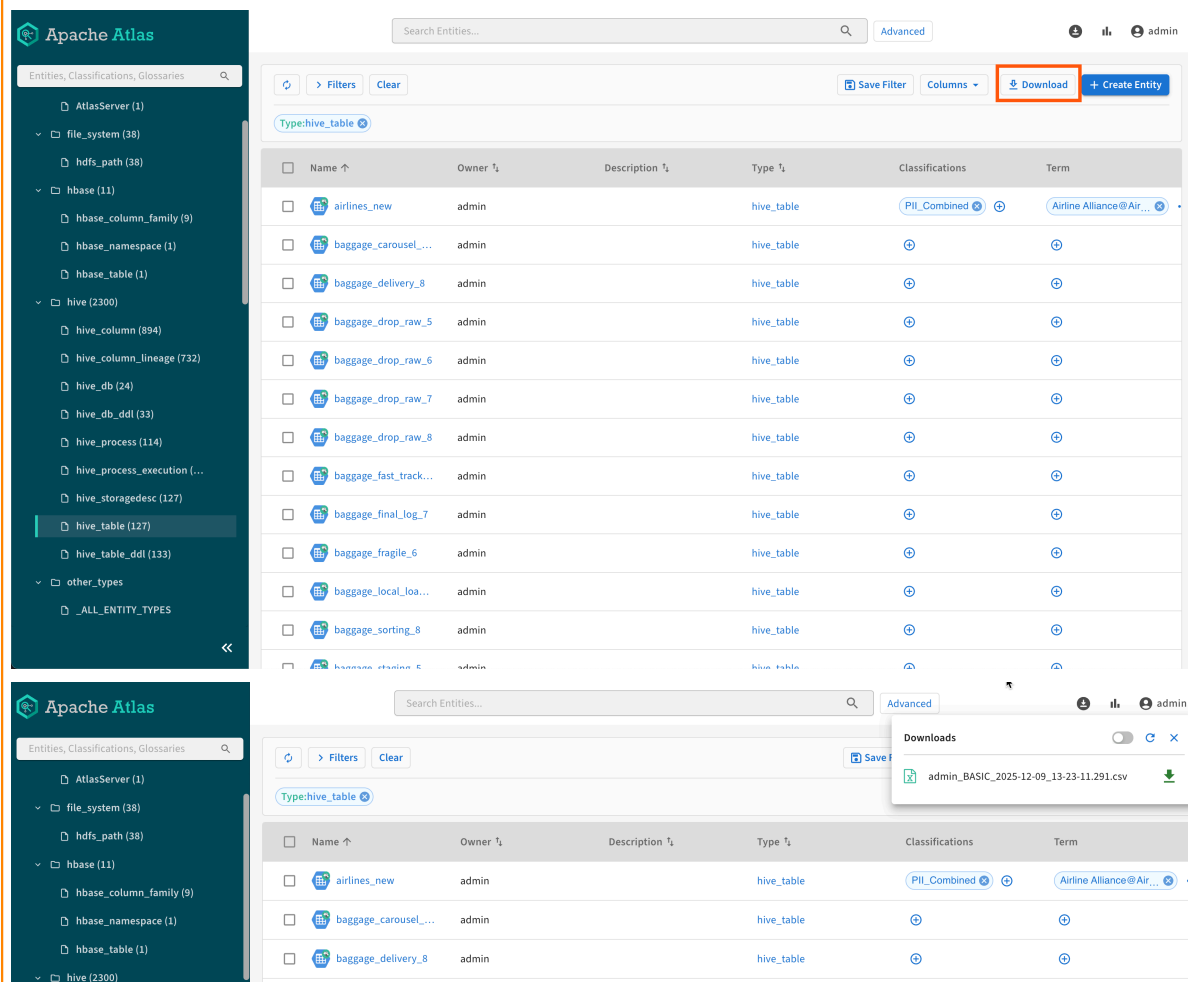 Apache Atlas
Search Entities...
Advanced
admin
Entities, Classifications, Glossaries
AtlasServer (1)
file_system (38)
hdfs_path (38)
hbase (11)
hbase_column_family (9)
hbase_namespace (1)
hbase_table (1)
hive (2300)
hive_column (894)
hive_column_lineage (732)
hive_db (24)
hive_db_ddl (33)
hive_process (114)
hive_process_execution (...
hive_storagedesc (127)
hive_table (127)
hive_table_ddl (133)
other_types
_ALL_ENTITY_TYPES
Filters Clear Save Filter Columns Download + Create Entity
Type:hive_table
Name Owner Description Type Classifications Term
airlines_new admin hive_table PII_Combined Airline Alliance@Air...
baggage_carousel_... admin hive_table
baggage_delivery_8 admin hive_table
baggage_drop_raw_5 admin hive_table
baggage_drop_raw_6 admin hive_table
baggage_drop_raw_7 admin hive_table
baggage_drop_raw_8 admin hive_table
baggage_fast_track... admin hive_table
baggage_final_log_7 admin hive_table
baggage_fragile_6 admin hive_table
baggage_local_loa... admin hive_table
baggage_sorting_8 admin hive_table
baggage_staging_5 admin hive_table
Apache Atlas
Search Entities...
Advanced
admin
Entities, Classifications, Glossaries
AtlasServer (1)
file_system (38)
hdfs_path (38)
hbase (11)
hbase_column_family (9)
hbase_namespace (1)
hbase_table (1)
hive (2300)
Filters Clear Save
Downloads
admin_BASIC_2025-12-09_13-23-11.291.csv
Type:hive_table
Name Owner Description Type Classifications Term
airlines_new admin hive_table PII_Combined Airline Alliance@Air...
baggage_carousel_... admin hive_table
baggage_delivery_8 admin hive_table